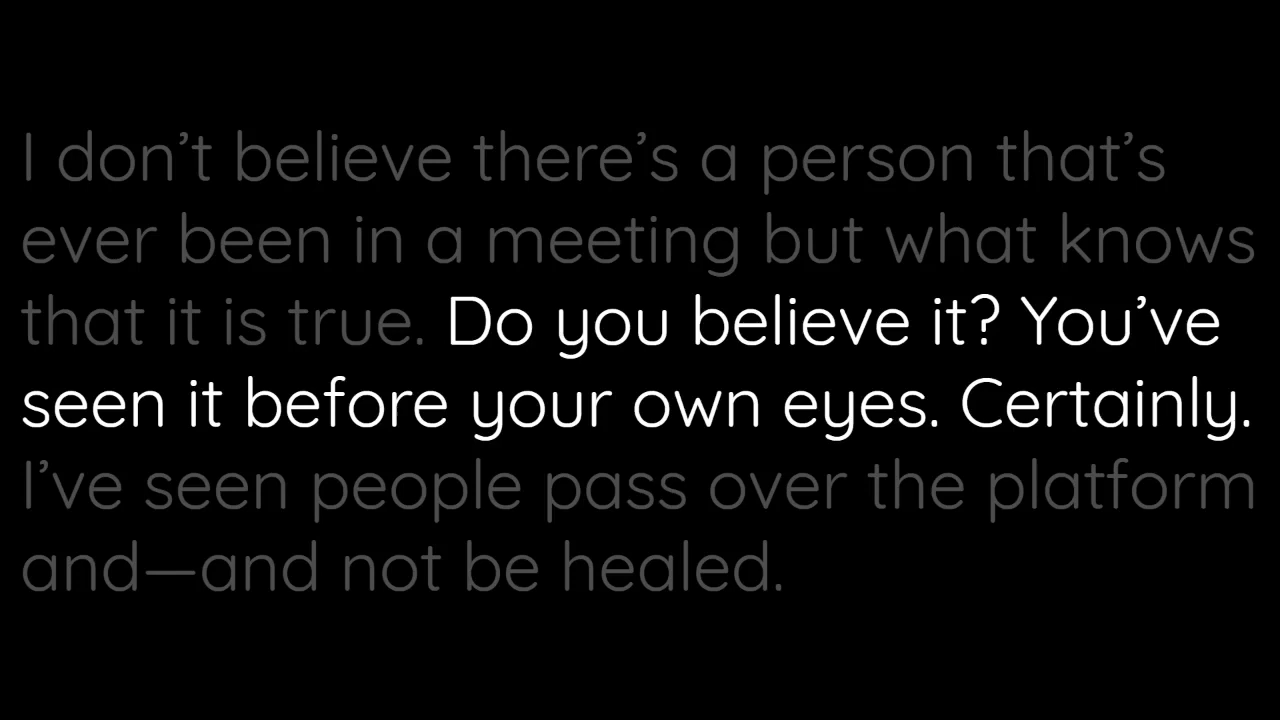 I don’t believe there’s a person that’s
ever been in a meeting but what knows
that it is true. Do you believe it? You’ve
seen it before your own eyes. Certainly.
I’ve seen people pass over the platform
and—and not be healed.